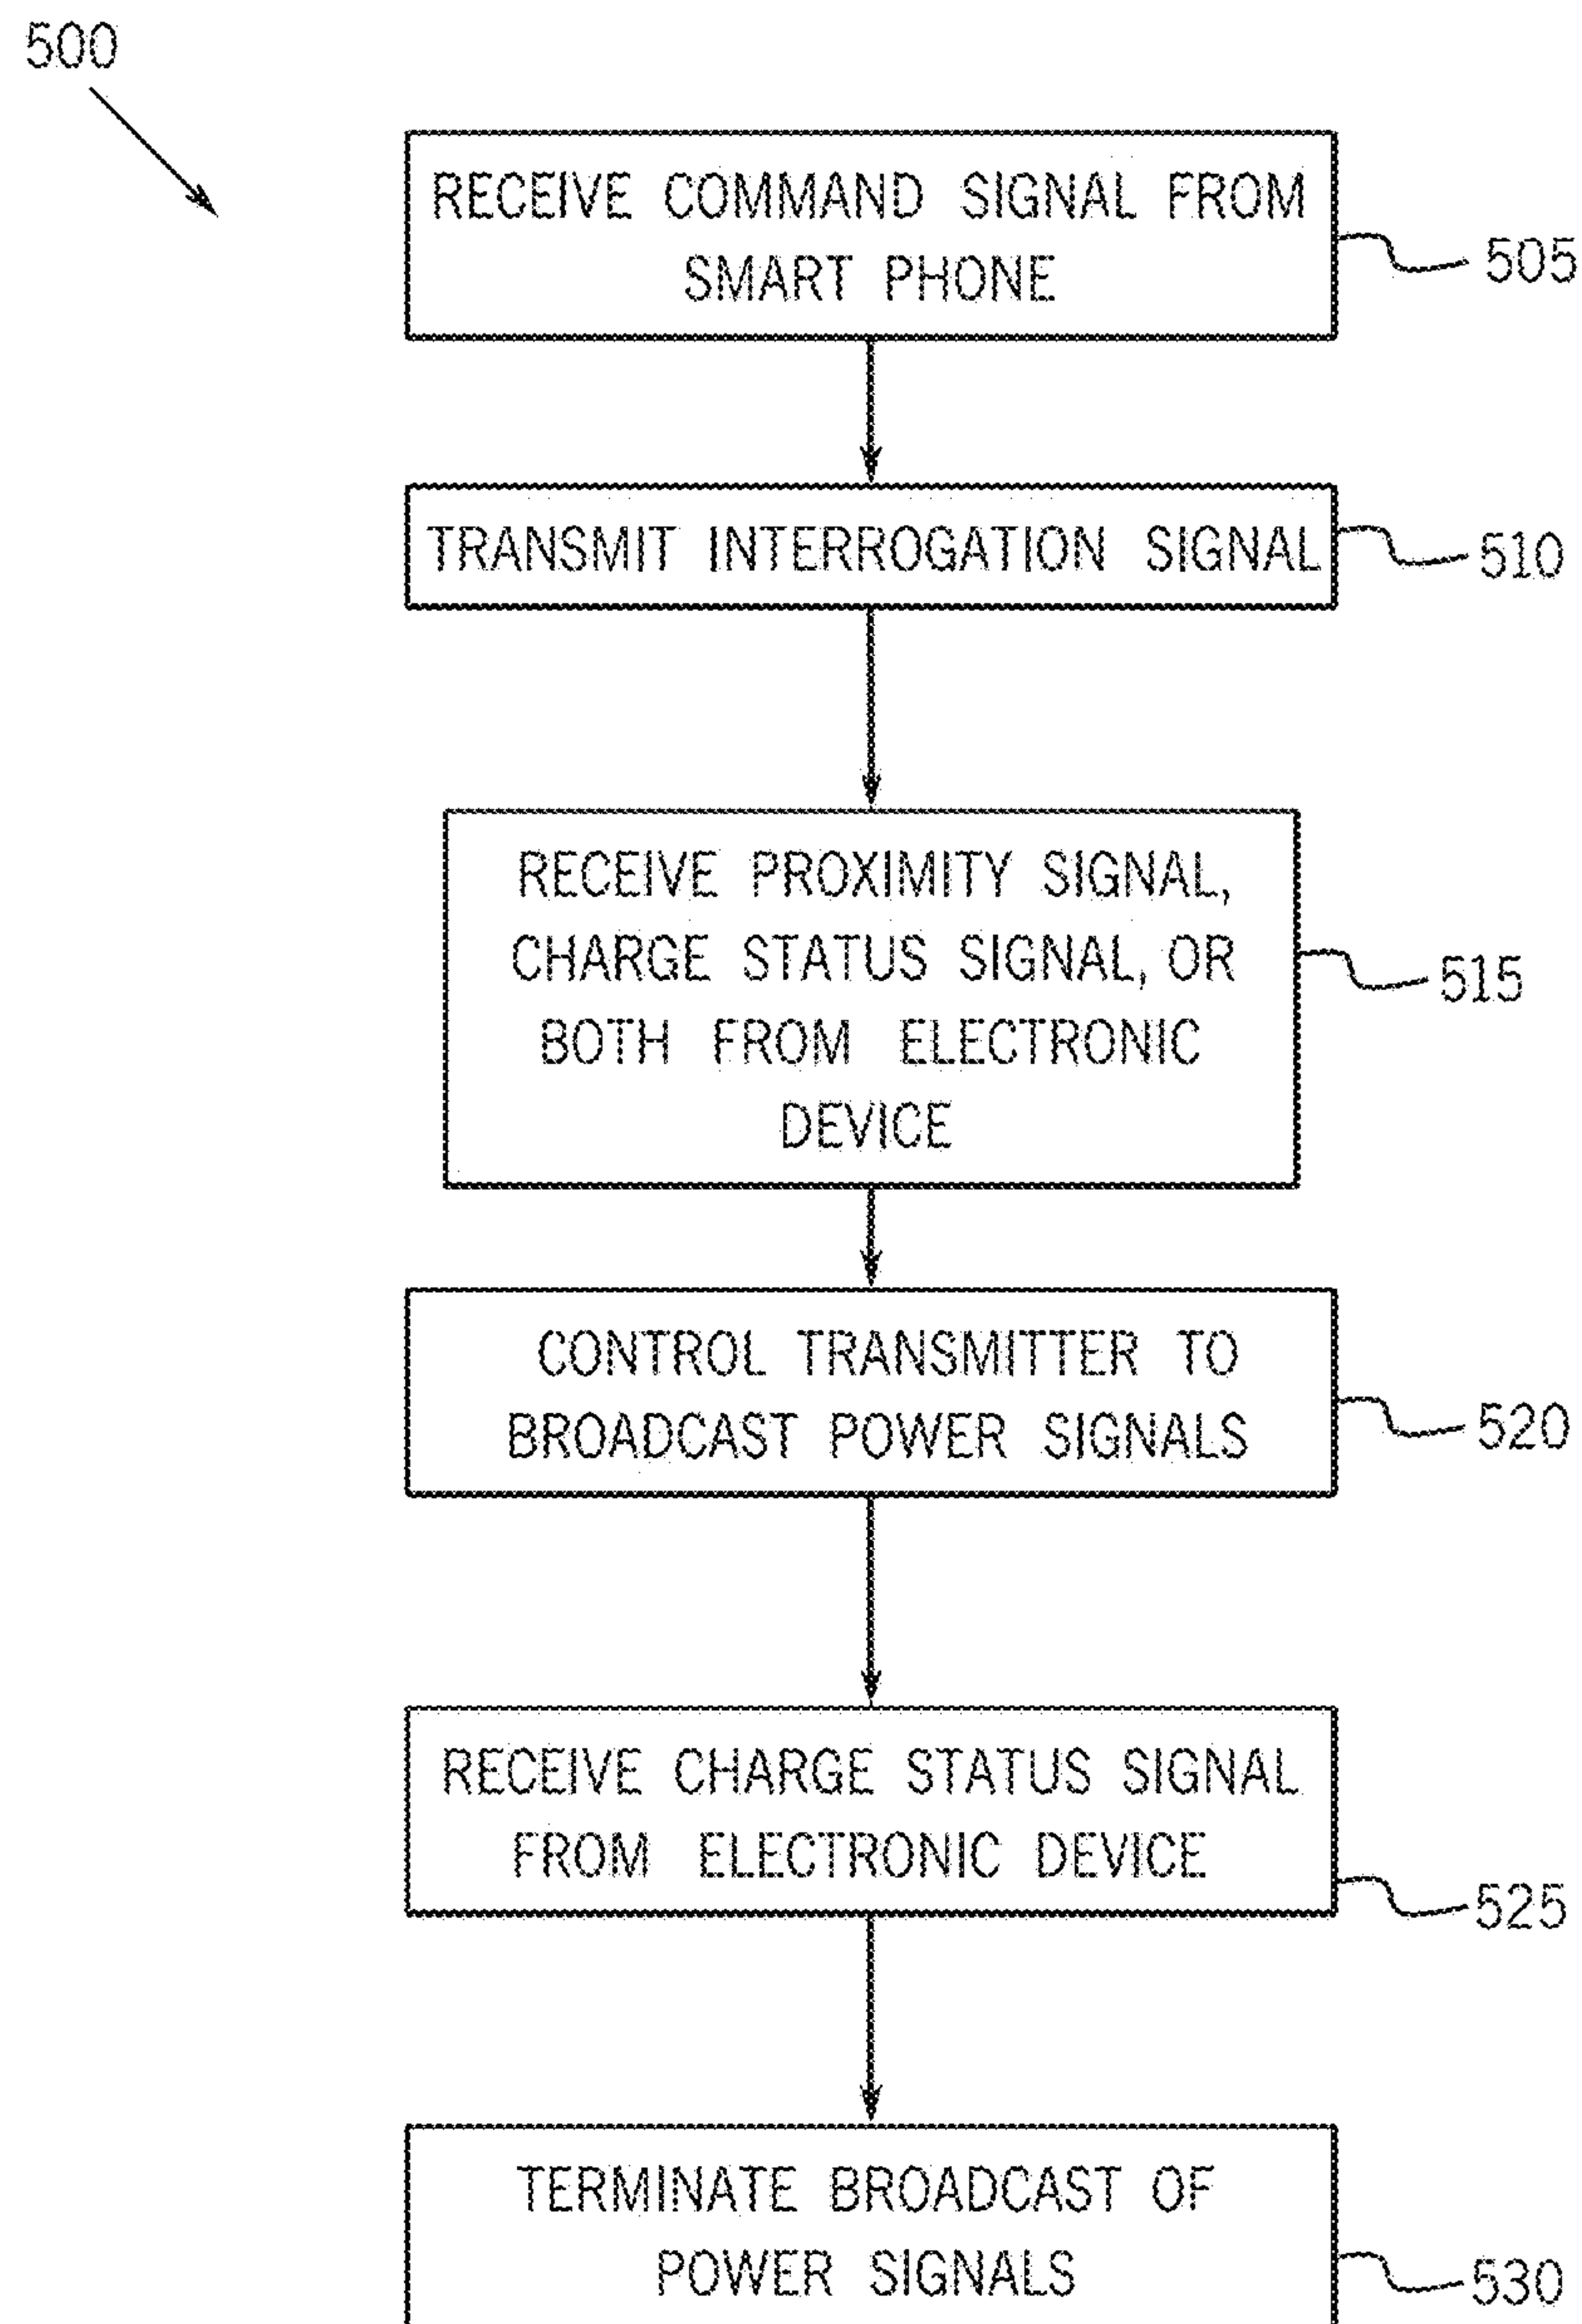 500
RECEIVE COMMAND SIGNAL FROM
SMART PHONE
505
TRANSMIT INTERROGATION SIGNAL
510
RECEIVE PROXIMITY SIGNAL,
CHARGE STATUS SIGNAL, OR
BOTH FROM ELECTRONIC
DEVICE
515
CONTROL TRANSMITTER TO
BROADCAST POWER SIGNALS
520
RECEIVE CHARGE STATUS SIGNAL
FROM ELECTRONIC DEVICE
525
TERMINATE BROADCAST OF
POWER SIGNALS
530